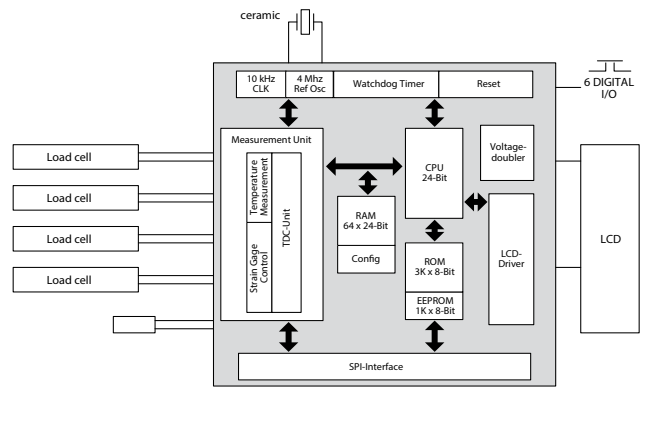 ceramic
10 kHz
CLK
4 Mhz
Ref Osc
Watchdog Timer
Reset
6 DIGITAL
I/O
Measurement Unit
Temperature
Measurement
Strain Gage
Control
TDC-Unit
Load cell
Load cell
Load cell
Load cell
CPU
24-Bit
Voltage-
doubler
RAM
64 x 24-Bit
Config
ROM
3K x 8-Bit
EEPROM
1K x 8-Bit
LCD-
Driver
LCD
SPI-Interface